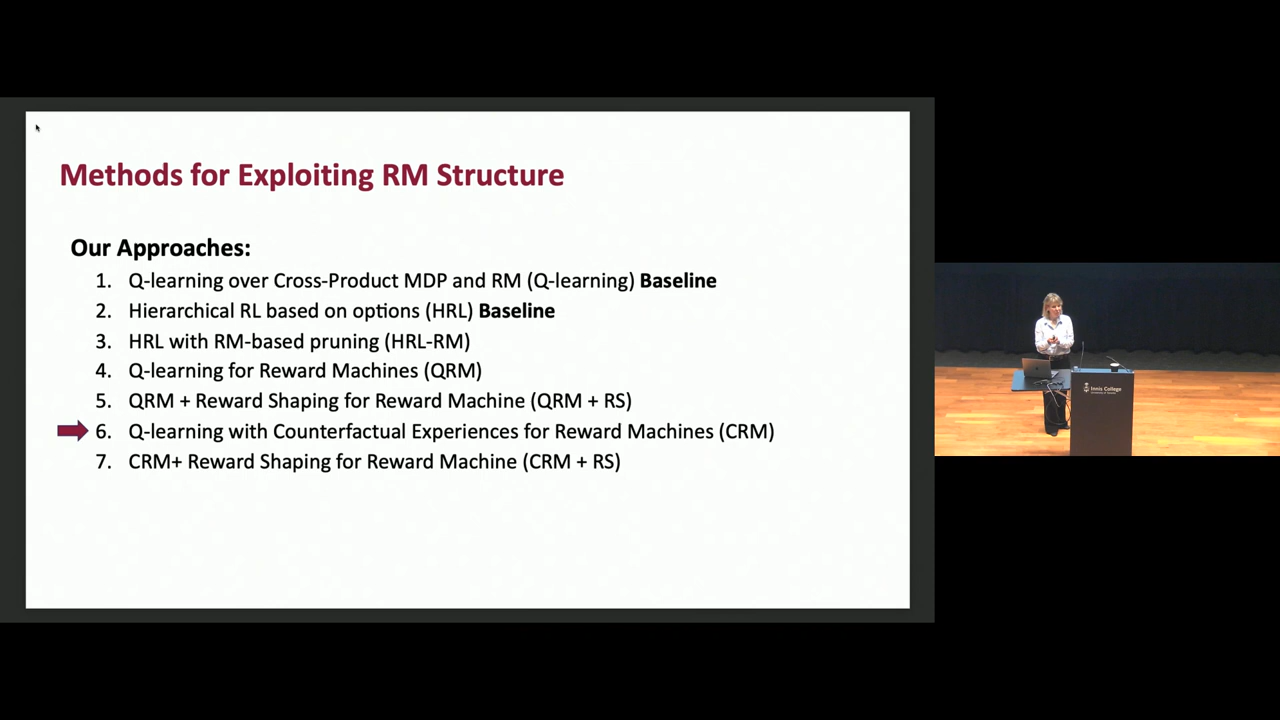 Methods for Exploiting RM Structure
Our Approaches:
1. Q-learning over Cross-Product MDP and RM (Q-learning) Baseline
2. Hierarchical RL based on options (HRL) Baseline
3. HRL with RM-based pruning (HRL-RM)
4. Q-learning for Reward Machines (QRM)
5. QRM + Reward Shaping for Reward Machine (QRM + RS)
6. Q-learning with Counterfactual Experiences for Reward Machines (CRM)
7. CRM+ Reward Shaping for Reward Machine (CRM + RS)
Innis College